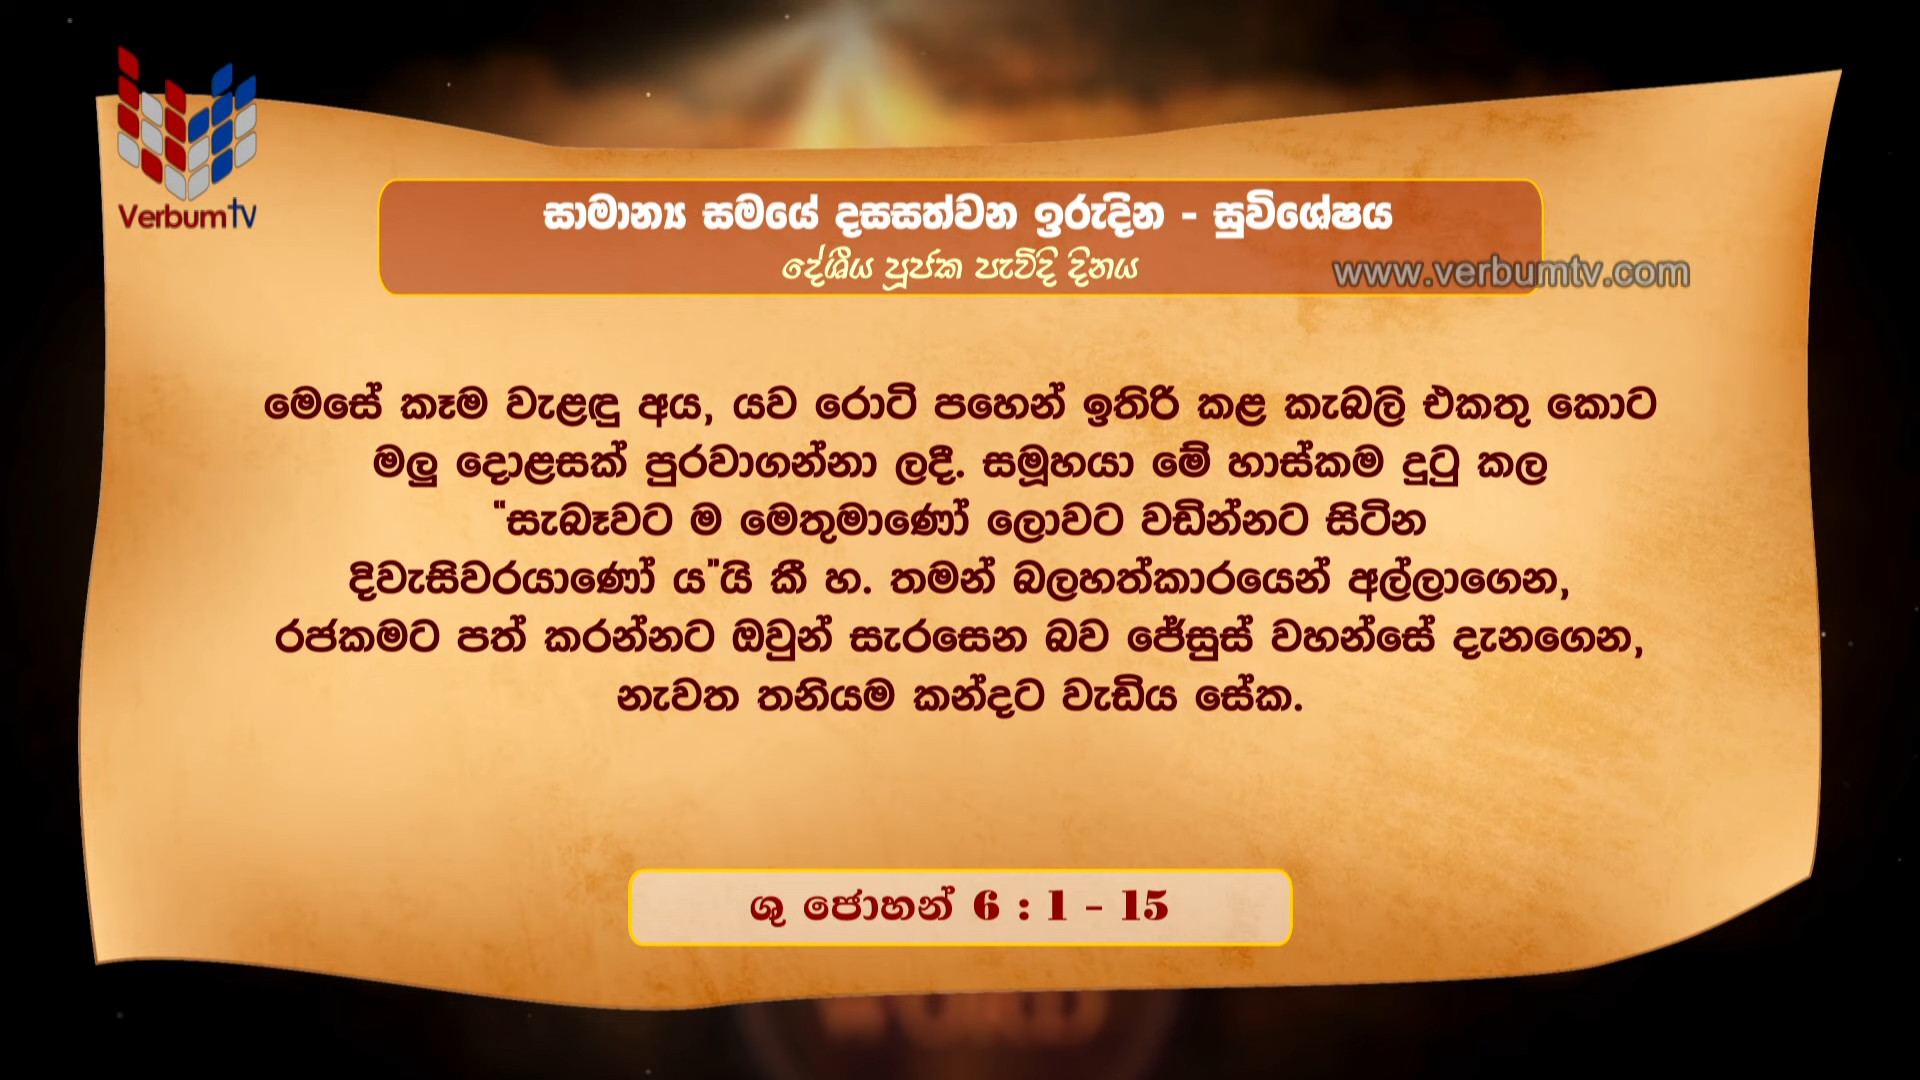 VerbumTV
සාමාන්‍ය සමයේ දසසත්වන ඉරුදින - සුවිශේෂය
දේශීය පූජක පැවිදි දිනය
www.verbumtv.com
මෙසේ කෑම වැළඳූ අය, යව රොටි පහෙන් ඉතිරි කළ කැබලි එකතු කොට
මලු දොළසක් පුරවාගන්නා ලදී. සමූහයා මේ හාස්කම දුටු කල
"සැබෑවට ම මෙතුමාණෝ ලොවට වඩින්නට සිටින
දිවැසිවරයාණෝ ය"යි කී හ. තමන් බලහත්කාරයෙන් අල්ලාගෙන,
රජකමට පත් කරන්නට ඔවුන් සැරසෙන බව ජේසුස් වහන්සේ දැනගෙන,
නැවත තනියම කන්දට වැඩිය සේක.
ශු ජොහන් 6 : 1 - 15